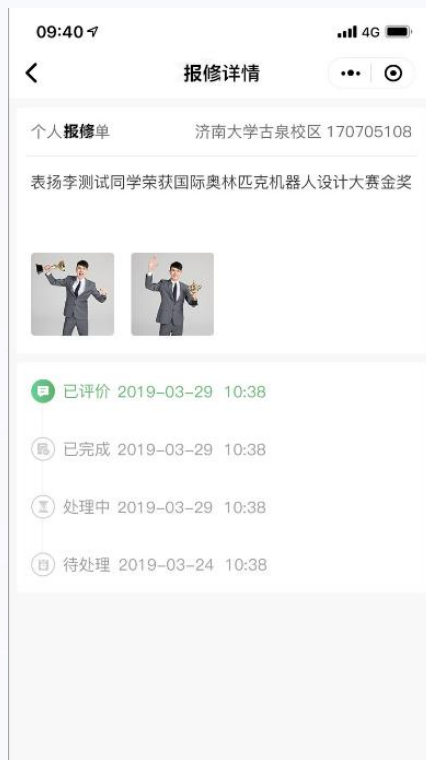 09:40 4G
报修详情
个人报修单 济南大学古泉校区 170705108
表扬李测试同学荣获国际奥林匹克机器人设计大赛金奖
已评价 2019-03-29 10:38
已完成 2019-03-29 10:38
处理中 2019-03-29 10:38
待处理 2019-03-24 10:38